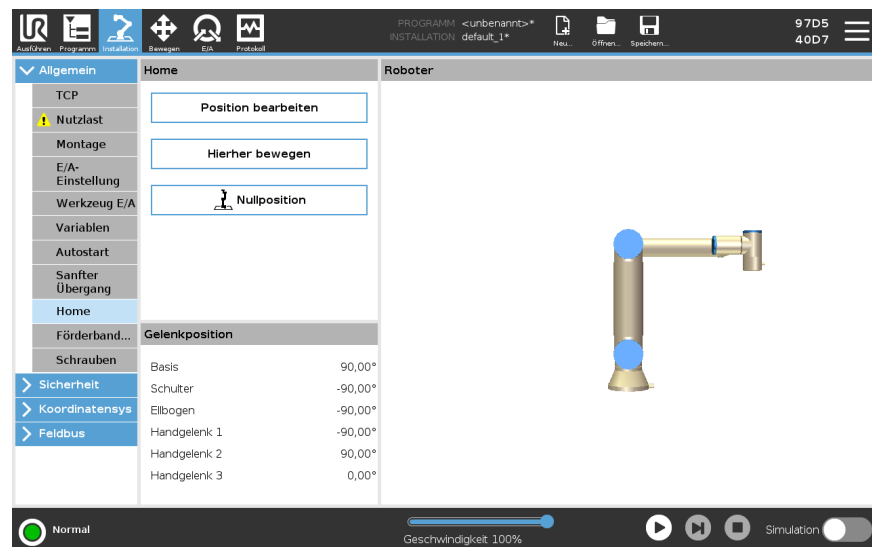 UR
PROGRAMM <unbenannt>*
INSTALLATION default_1*
97D5
40D7
Ausführen Programm Installation Bewegen E/A Protokoll
Neu... Öffnen... Speichern...
Allgemein
TCP
Nutzlast
Montage
E/A-
Einstellung
Werkzeug E/A
Variablen
Autostart
Sanfter
Übergang
Home
Förderband...
Schrauben
Sicherheit
Koordinatensys
Feldbus
Home
Position bearbeiten
Hierher bewegen
Nullposition
Gelenkposition
Basis 90,00°
Schulter -90,00°
Ellbogen -90,00°
Handgelenk 1 -90,00°
Handgelenk 2 90,00°
Handgelenk 3 0,00°
Roboter
Normal
Geschwindigkeit 100%
Simulation